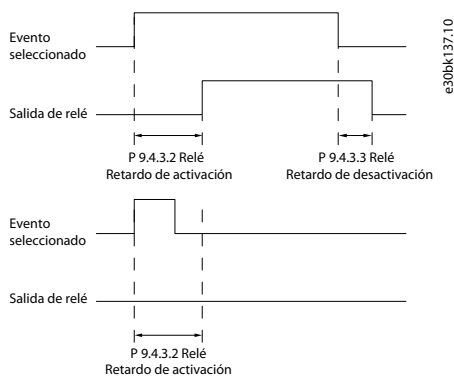 Evento
seleccionado
Salida de relé
P 9.4.3.2 Relé
Retardo de activación
P 9.4.3.3 Relé
Retardo de desactivación
e30bk137.10
Evento
seleccionado
Salida de relé
P 9.4.3.2 Relé
Retardo de activación